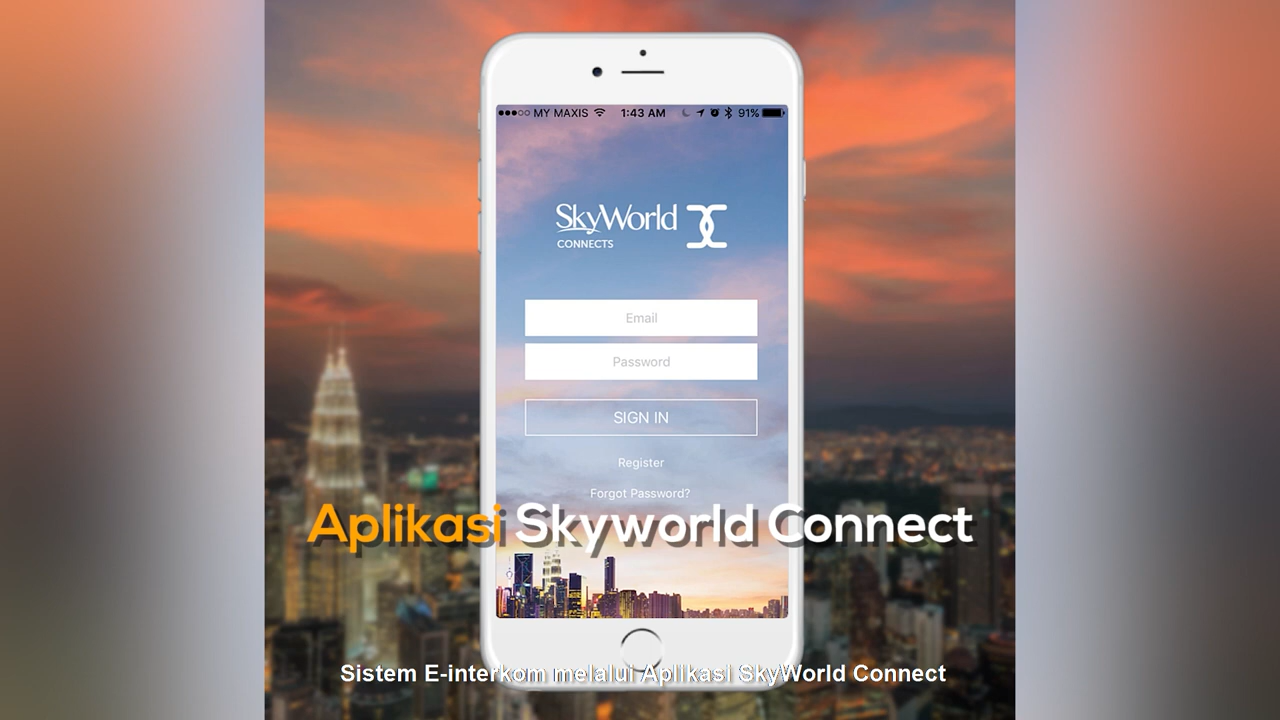 MY MAXIS 1:43 AM 91%
SkyWorld
CONNECTS
Email
Password
SIGN IN
Register
Forgot Password?
Aplikasi Skyworld Connect
Sistem E-interkom melalui Aplikasi SkyWorld Connect